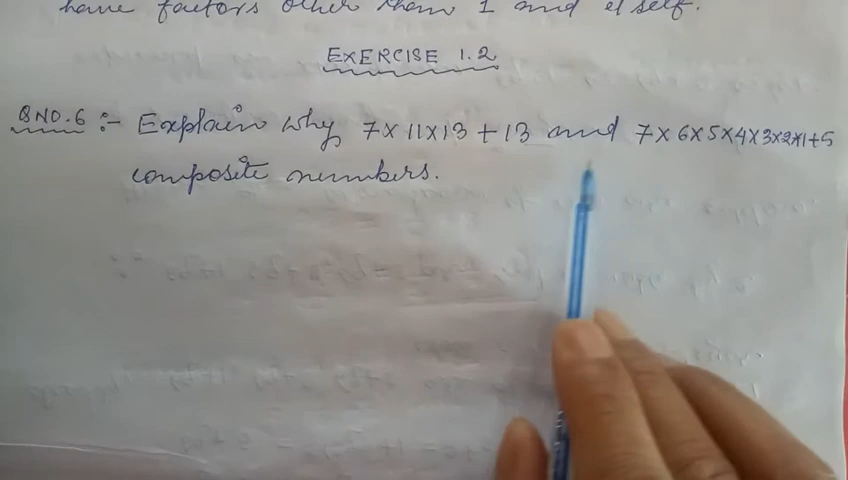 have factors other than 1 and itself.
EXERCISE 1.2
QNO.6 :- Explain why 7×11×13+13 and 7×6×5×4×3×2×1+5
composite numbers.